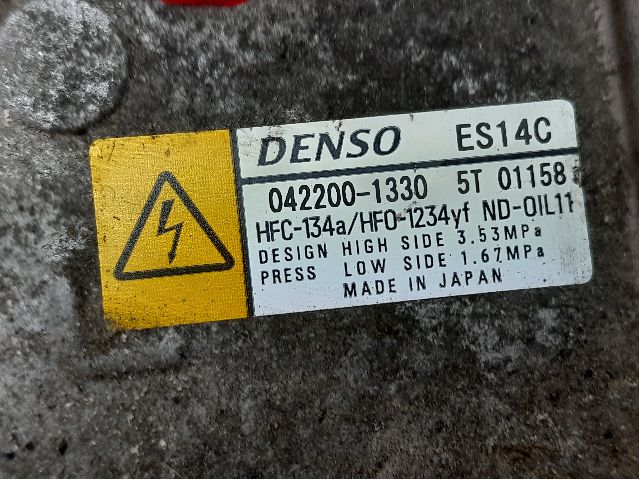 DENSO ES14C
042200-1330 5T 01158
HFC-134a/HFO-1234yf ND-OIL11
DESIGN HIGH SIDE 3.53MPa
PRESS LOW SIDE 1.67MPa
MADE IN JAPAN